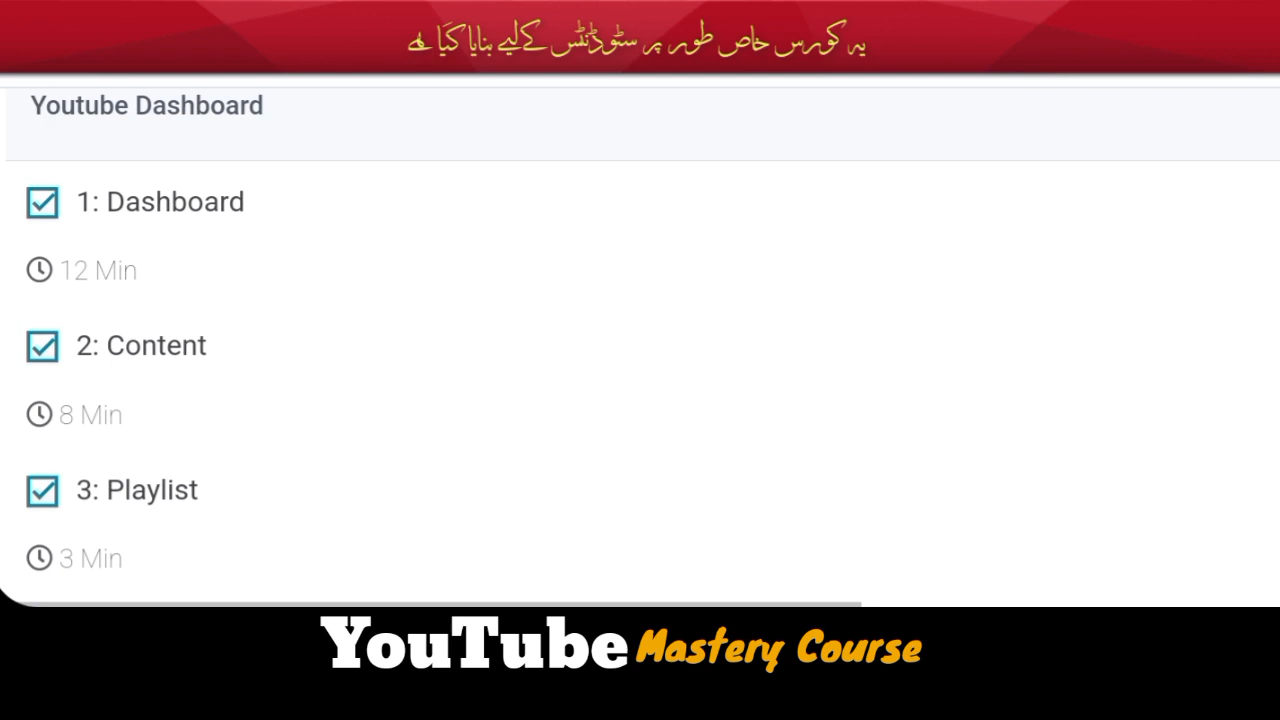 یہ کورس خاص طور پر سٹوڈنٹس کے لیے بنایا گیا ہے
Youtube Dashboard
1: Dashboard
12 Min
2: Content
8 Min
3: Playlist
3 Min
YouTube Mastery Course